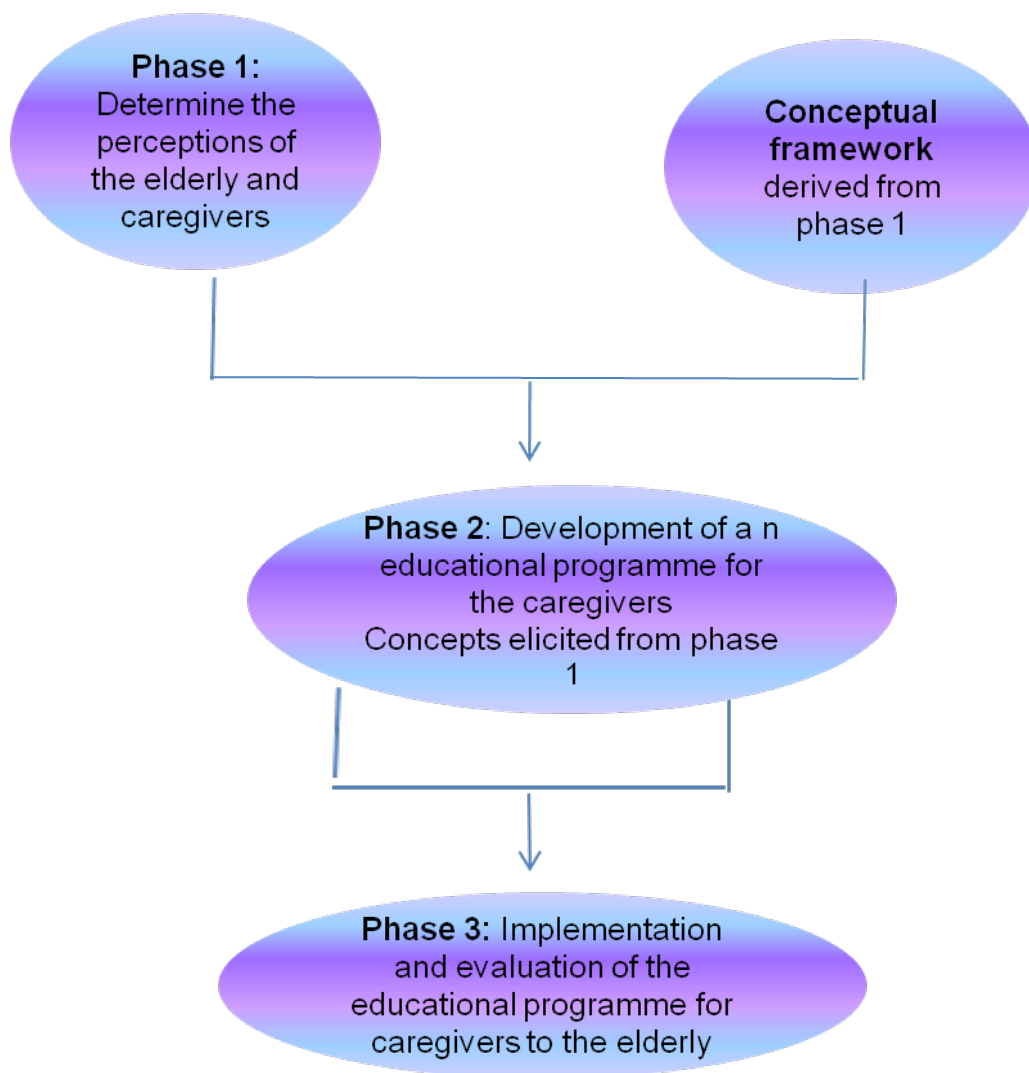 Phase 1:
Determine the
perceptions of
the elderly and
caregivers
Conceptual
framework
derived from
phase 1
Phase 2: Development of a n
educational programme for
the caregivers
Concepts elicited from phase
1
Phase 3: Implementation
and evaluation of the
educational programme for
caregivers to the elderly